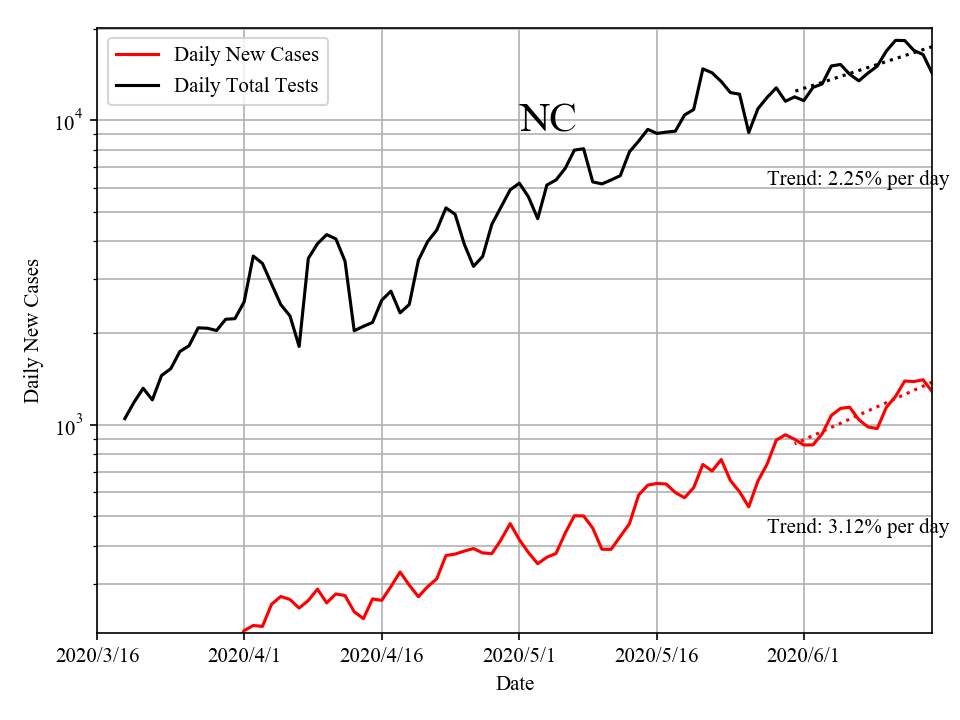 Daily New Cases
Daily Total Tests
NC
10^4
Trend: 2.25% per day
Daily New Cases
10^3
Trend: 3.12% per day
2020/3/16 2020/4/1 2020/4/16 2020/5/1 2020/5/16 2020/6/1
Date